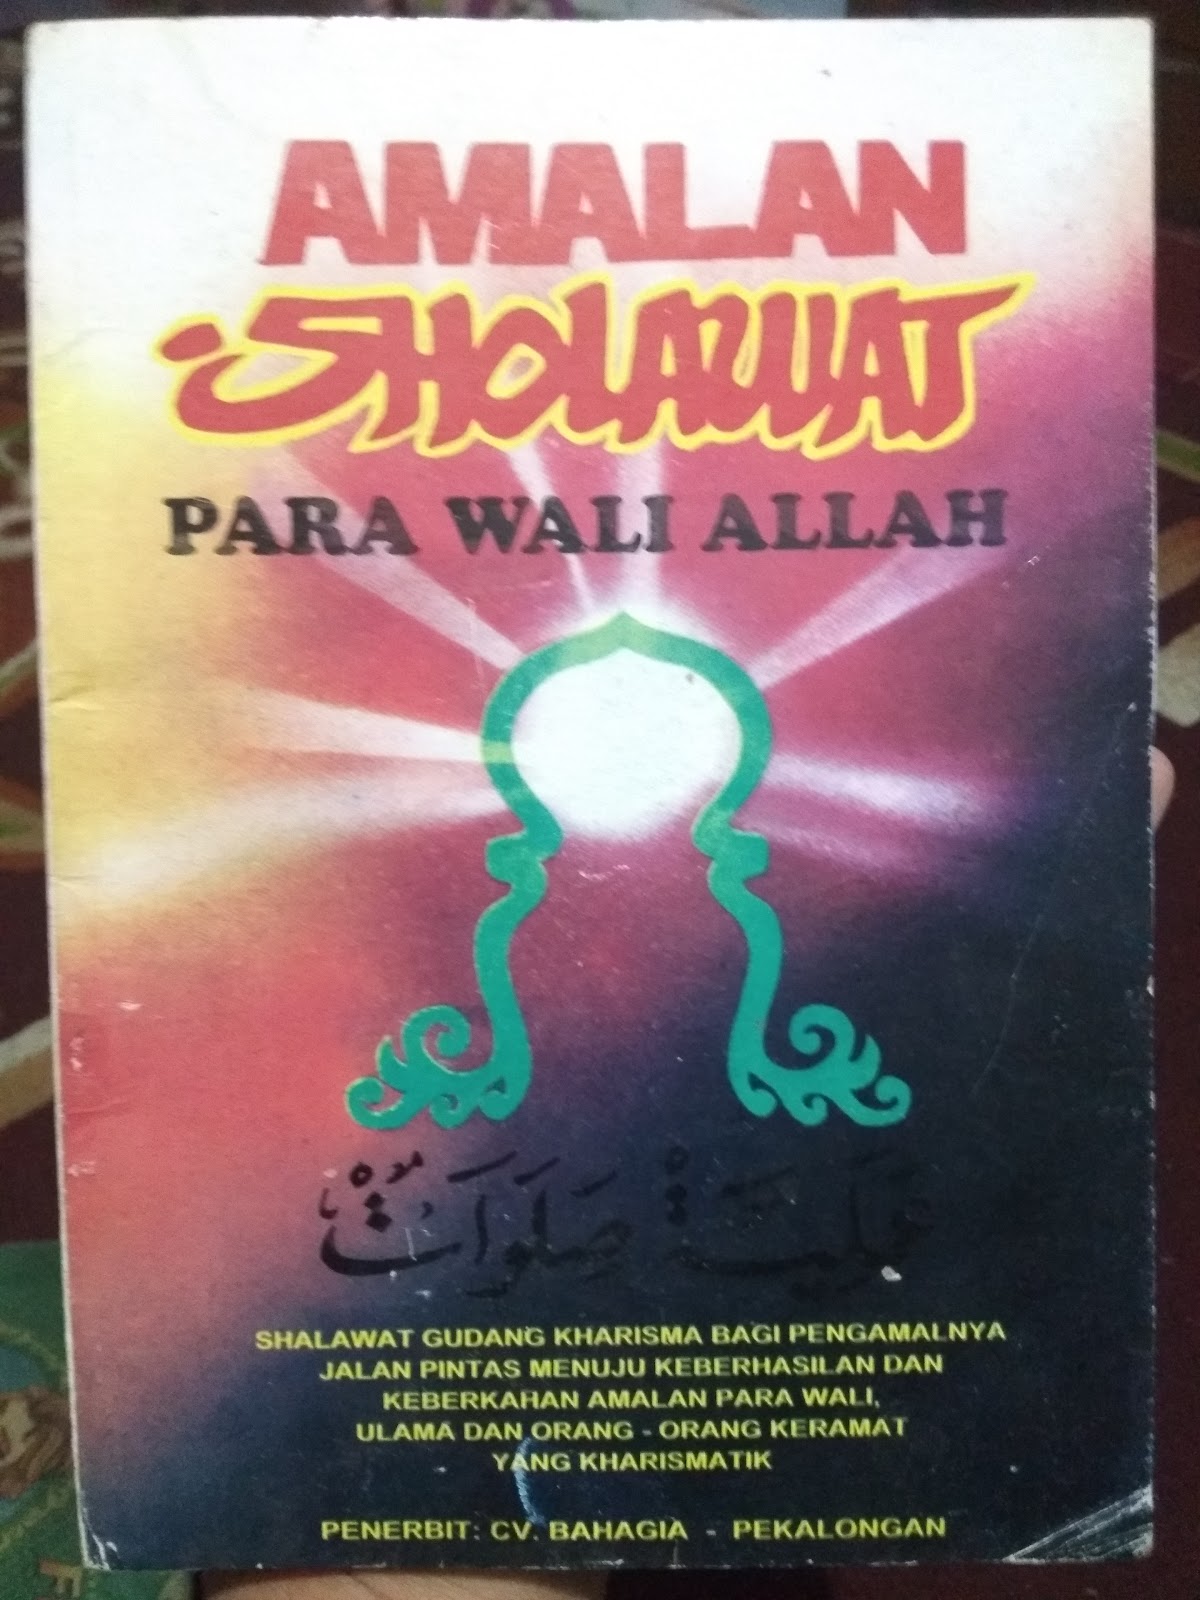 AMALAN
SHOLAWAT
PARA WALI ALLAH
عَمَلِيَّةْ صَلَوَاتْ
SHALAWAT GUDANG KHARISMA BAGI PENGAMALNYA
JALAN PINTAS MENUJU KEBERHASILAN DAN
KEBERKAHAN AMALAN PARA WALI,
ULAMA DAN ORANG - ORANG KERAMAT
YANG KHARISMATIK
PENERBIT: CV. BAHAGIA - PEKALONGAN